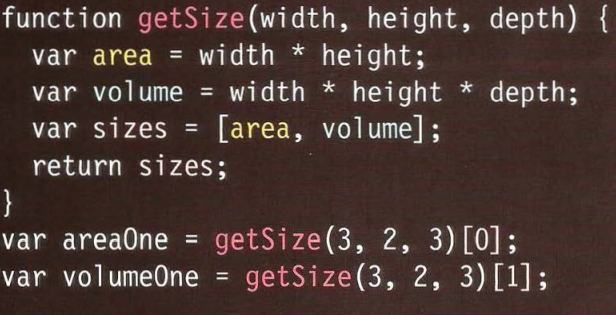 function getSize(width, height, depth) {
  var area = width * height;
  var volume = width * height * depth;
  var sizes = [area, volume];
  return sizes;
}
var areaOne = getSize(3, 2, 3)[0];
var volumeOne = getSize(3, 2, 3)[1];